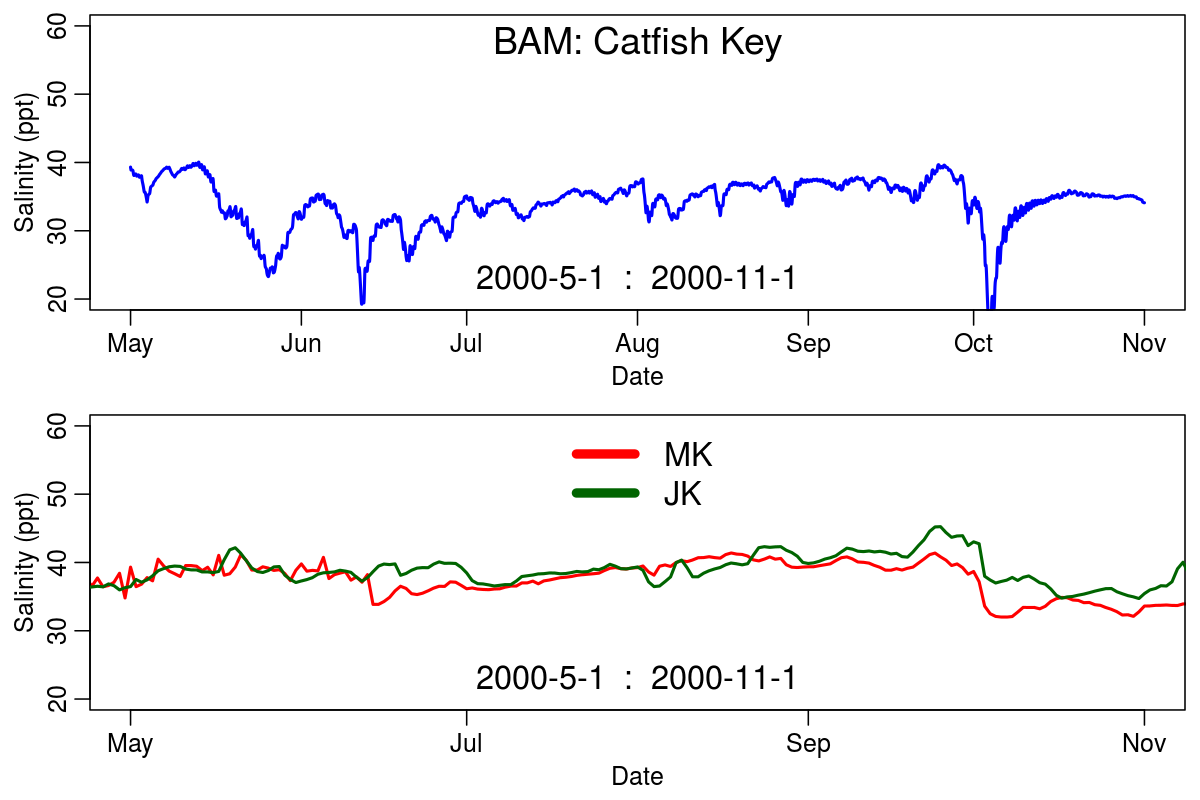 BAM: Catfish Key
Salinity (ppt)
60
50
40
30
20
2000-5-1 : 2000-11-1
May Jun Jul Aug Sep Oct Nov
Date
MK
JK
Salinity (ppt)
60
50
40
30
20
2000-5-1 : 2000-11-1
May Jul Sep Nov
Date